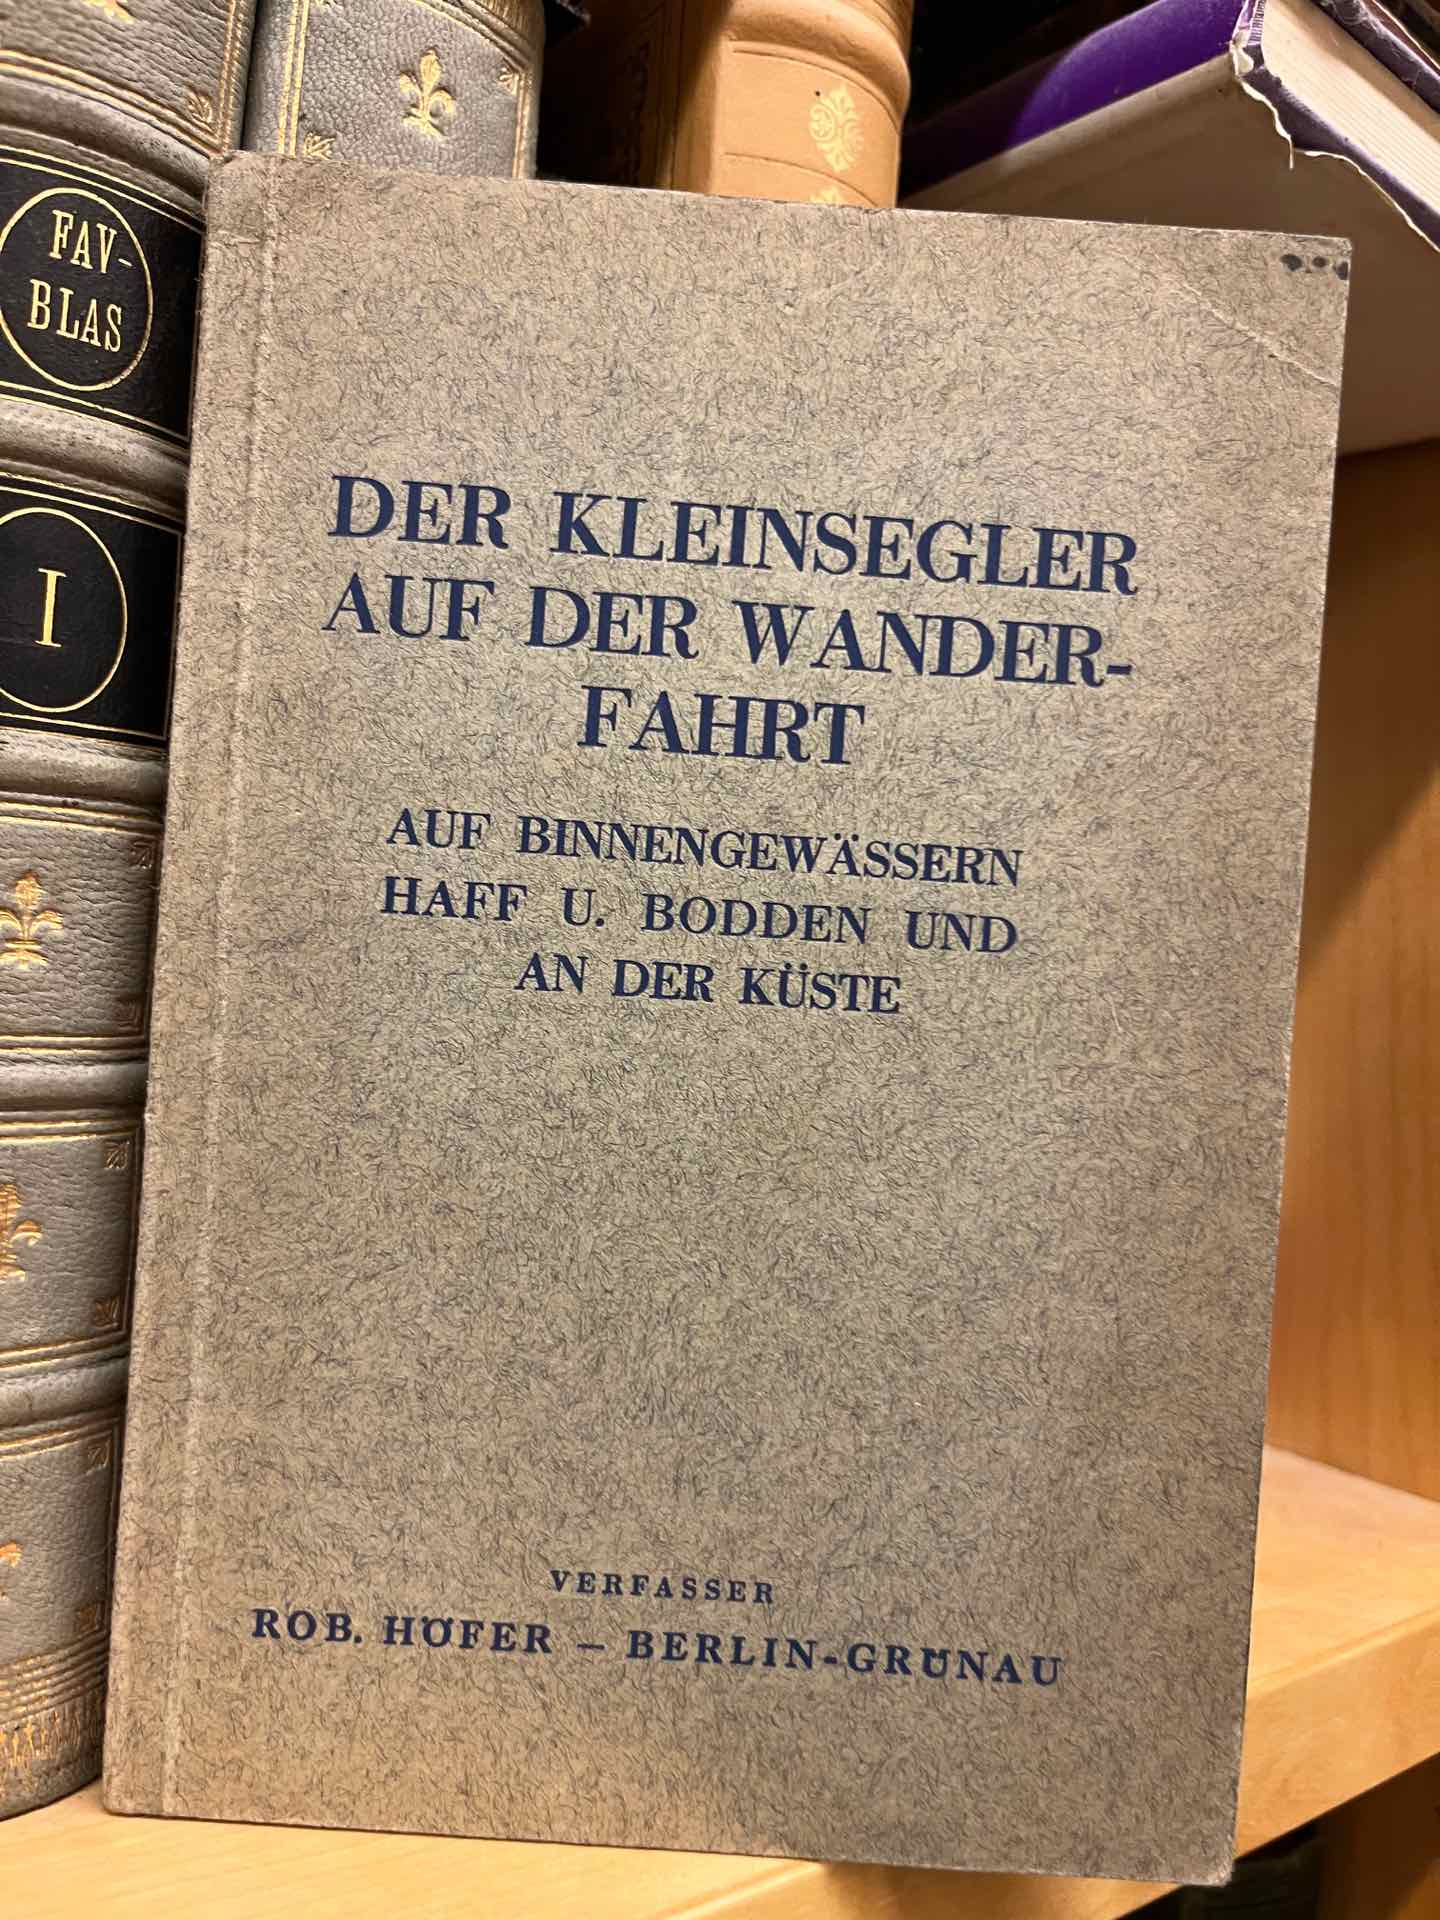 FAV-
BLAS
I
DER KLEINSEGLER
AUF DER WANDER-
FAHRT
AUF BINNENGEWÄSSERN
HAFF U. BODDEN UND
AN DER KÜSTE
VERFASSER
ROB. HÖFER – BERLIN-GRÜNAU